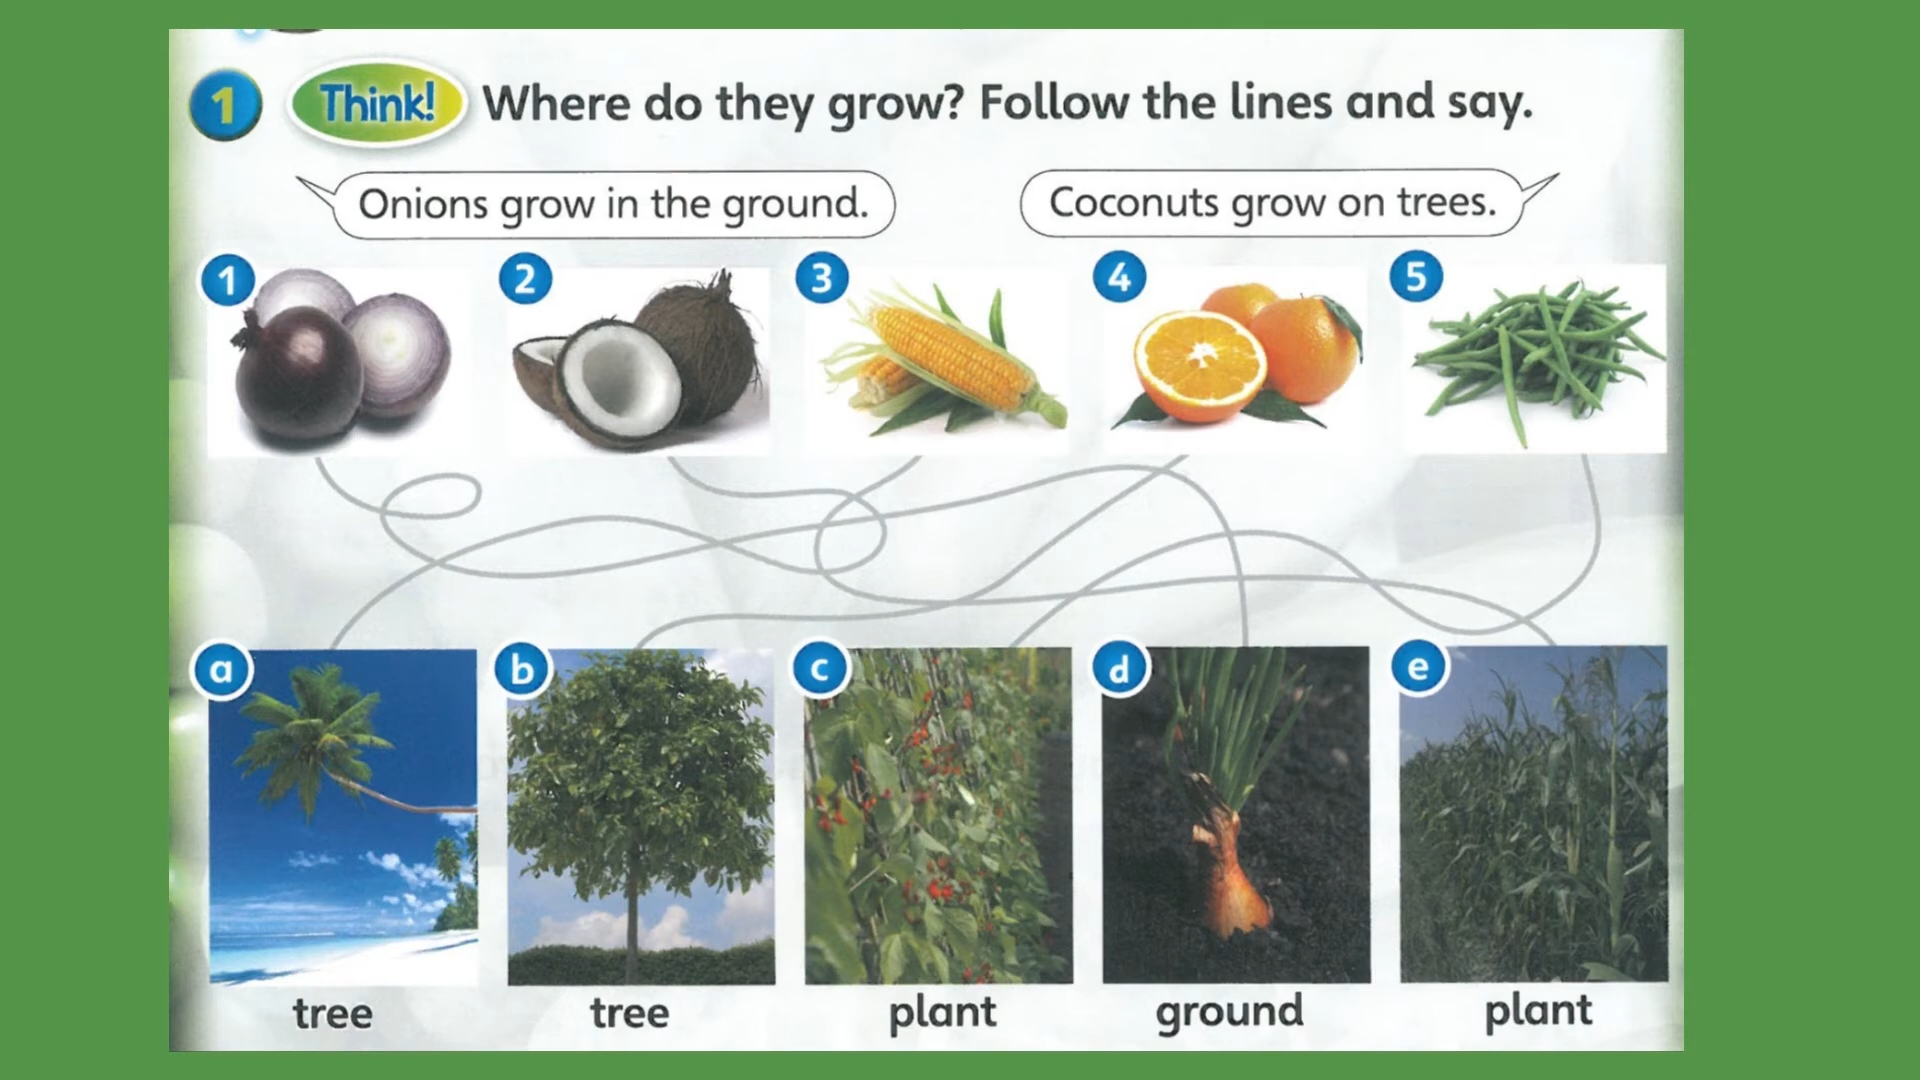 1 Think! Where do they grow? Follow the lines and say.
Onions grow in the ground. Coconuts grow on trees.
1 2 3 4 5
a b c d e
tree tree plant ground plant